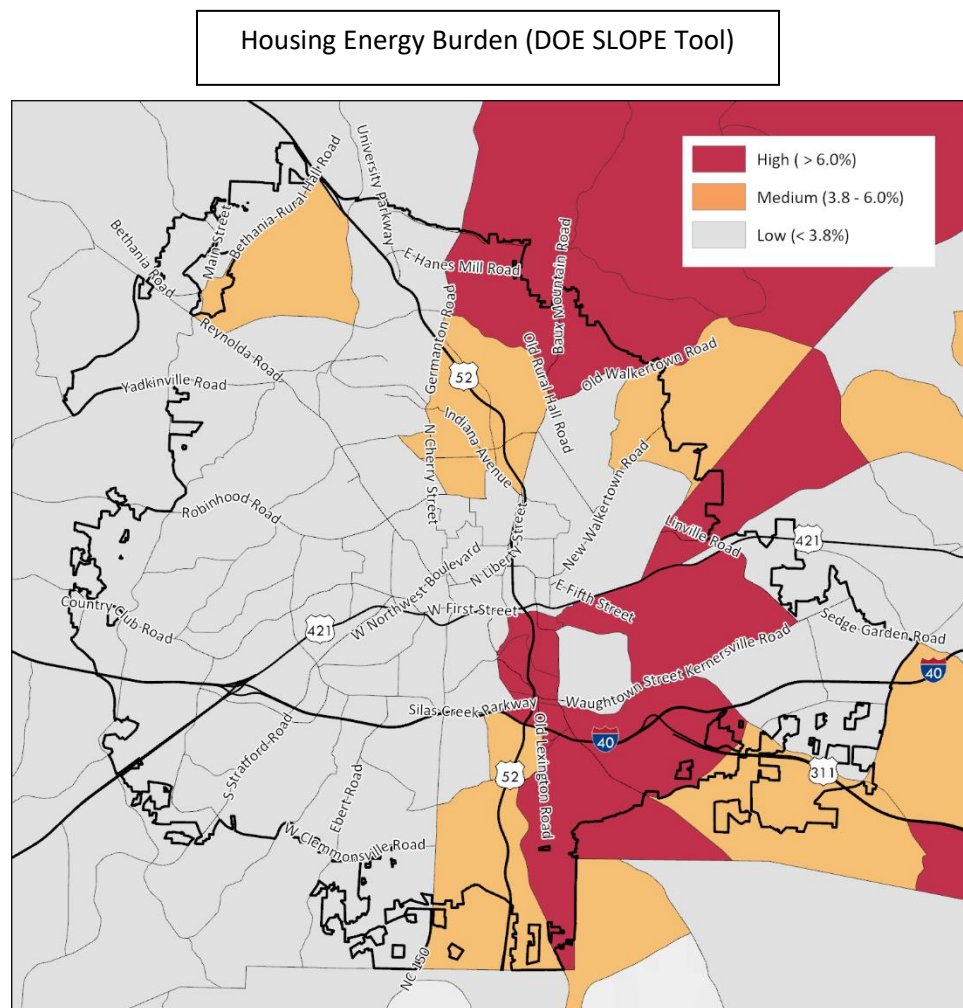 Housing Energy Burden (DOE SLOPE Tool)
High ( > 6.0%)
Medium (3.8 - 6.0%)
Low (< 3.8%)
University Parkway
Bethania-Rural-Hall Road
Main Street
Bethania Road
E Hanes Mill Road
Baux Mountain Road
Reynolda Road
Germanton Road
Old Rural Hall Road
Old Walkertown Road
52
Yadkinville Road
Indiana Avenue
N Cherry Street
New Walkertown Road
Robinhood Road
Linville Road
421
N Liberty Street
W Northwest Boulevard
E Fifth Street
W First Street
Country Club Road
421
Sedge Garden Road
Waughtown Street Kernersville Road
40
Silas Creek Parkway
Old Lexington Road
40
S-Stratford-Road
52
311
Ebert-Road
W Clemmonsville Road
NC 150